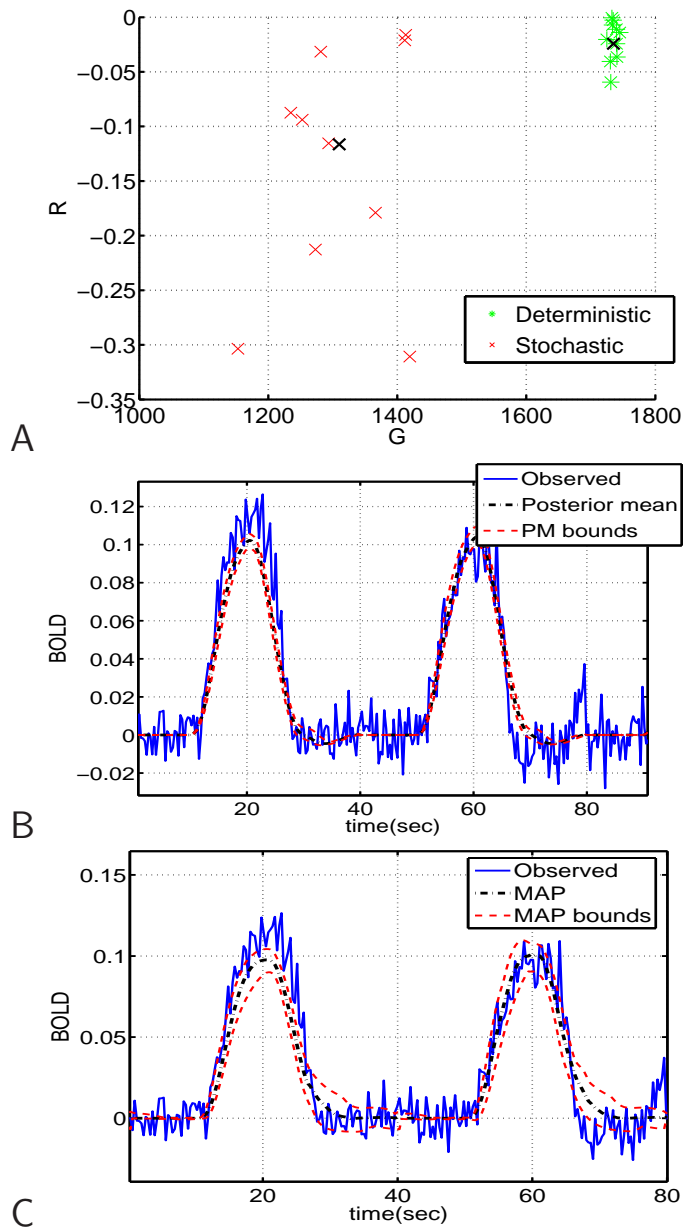 0
−0.05
−0.1
−0.15
−0.2
−0.25
−0.3
−0.35
R
1000
1200
1400
1600
1800
G
Deterministic
Stochastic
A
0.12
0.1
0.08
0.06
0.04
0.02
0
−0.02
BOLD
20
40
60
80
time(sec)
Observed
Posterior mean
PM bounds
B
0.15
0.1
0.05
0
BOLD
20
40
60
80
time(sec)
Observed
MAP
MAP bounds
C